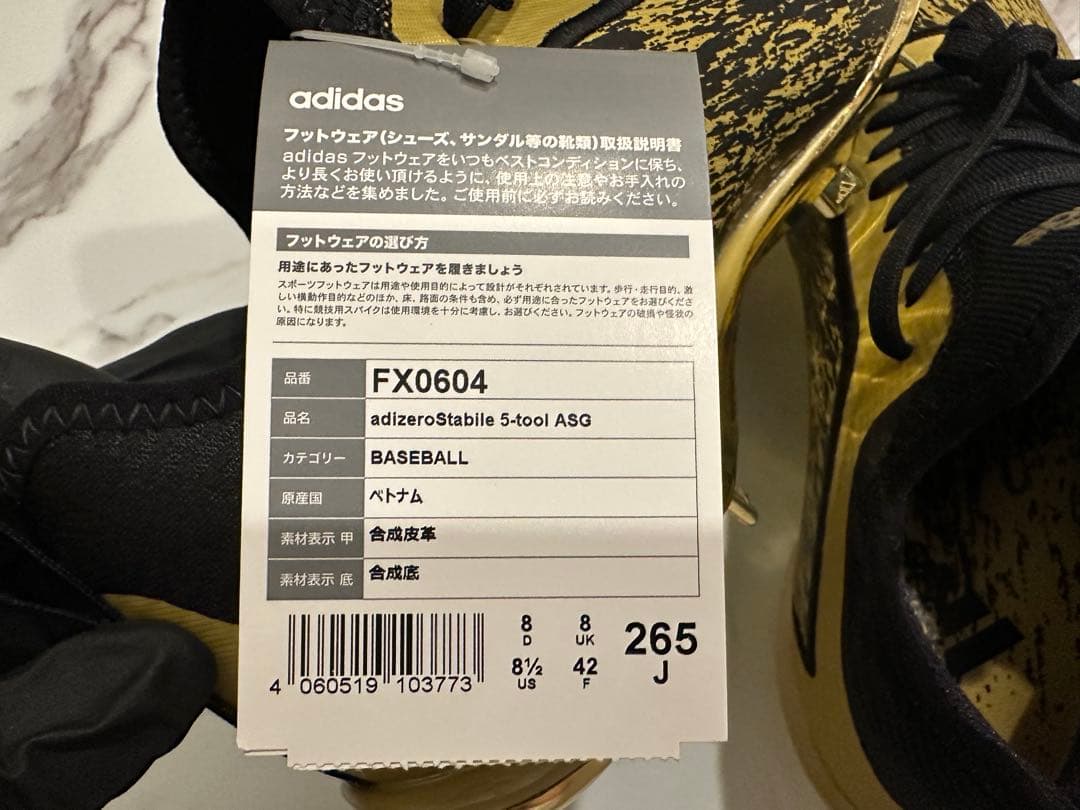 adidas
フットウェア(シューズ、サンダル等の靴類)取扱説明書
adidas フットウェアをいつもベストコンディションに保ち、
より長くお使い頂けるように、使用上の注意やお手入れの
方法などを集めました。ご使用前に必ずお読みください。
フットウェアの選び方
用途にあったフットウェアを履きましょう
スポーツフットウェアは用途や使用目的によって設計がそれぞれされています。歩行・走行目的、激
しい横動作目的などのほか、床、路面の条件も含め、必ず用途に合ったフットウェアをお選びくださ
い。特に競技用スパイクは使用環境を十分に考慮し、お選びください。フットウェアの破損や怪我の
原因になります。
品番 FX0604
品名 adizeroStabile 5-tool ASG
カテゴリー BASEBALL
原産国 ベトナム
素材表示 甲 合成皮革
素材表示 底 合成底
8 D 8 UK 265 J
8½ US 42 F
4 060519 103773